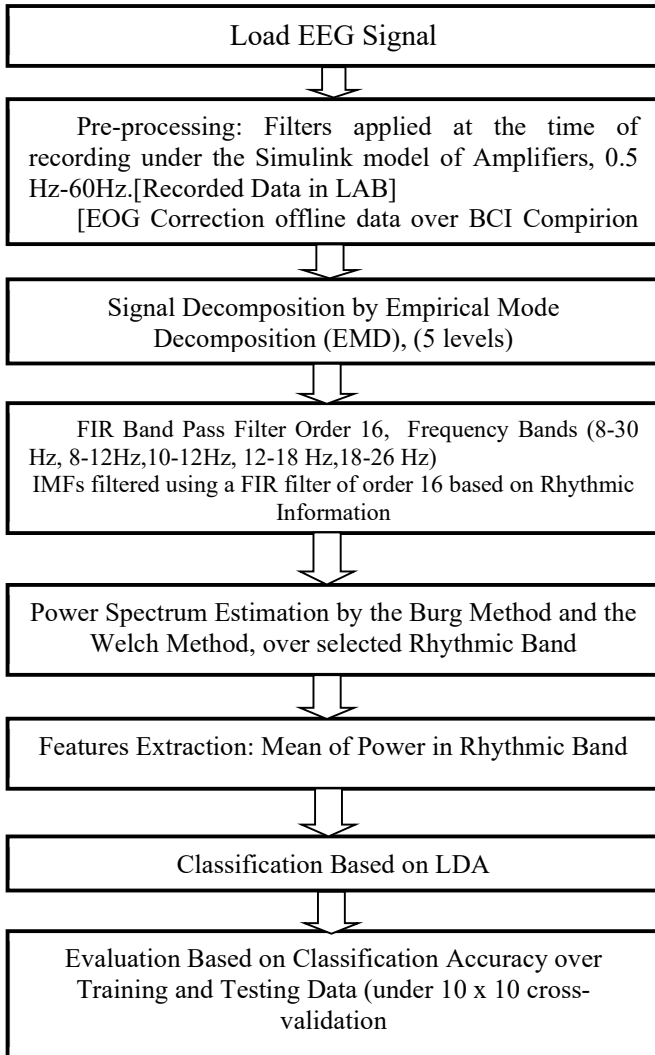 Load EEG Signal
Pre-processing: Filters applied at the time of
recording under the Simulink model of Amplifiers, 0.5
Hz-60Hz.[Recorded Data in LAB]
[EOG Correction offline data over BCI Compirion
Signal Decomposition by Empirical Mode
Decomposition (EMD), (5 levels)
FIR Band Pass Filter Order 16, Frequency Bands (8-30
Hz, 8-12Hz,10-12Hz, 12-18 Hz,18-26 Hz)
IMFs filtered using a FIR filter of order 16 based on Rhythmic
Information
Power Spectrum Estimation by the Burg Method and the
Welch Method, over selected Rhythmic Band
Features Extraction: Mean of Power in Rhythmic Band
Classification Based on LDA
Evaluation Based on Classification Accuracy over
Training and Testing Data (under 10 x 10 cross-
validation